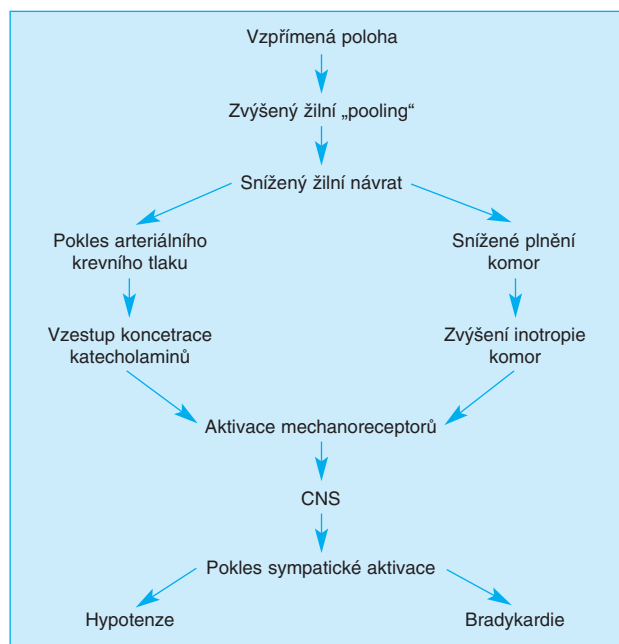 Vzpřímená poloha
Zvýšený žilní „pooling“
Snížený žilní návrat
Pokles arteriálního
krevního tlaku
Snížené plnění
komor
Vzestup koncetrace
katecholaminů
Zvýšení inotropie
komor
Aktivace mechanoreceptorů
CNS
Pokles sympatické aktivace
Hypotenze
Bradykardie